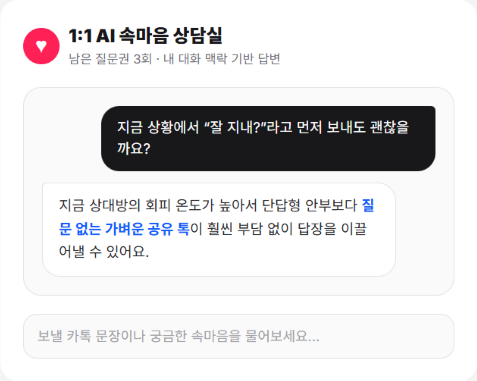 1:1 AI 속마음 상담실
남은 질문권 3회 · 내 대화 맥락 기반 답변
지금 상황에서 “잘 지내?”라고 먼저 보내도 괜찮을
까요?
지금 상대방의 회피 온도가 높아서 단답형 안부보다 질
문 없는 가벼운 공유 톡이 훨씬 부담 없이 답장을 이끌
어낼 수 있어요.
보낼 카톡 문장이나 궁금한 속마음을 물어보세요...